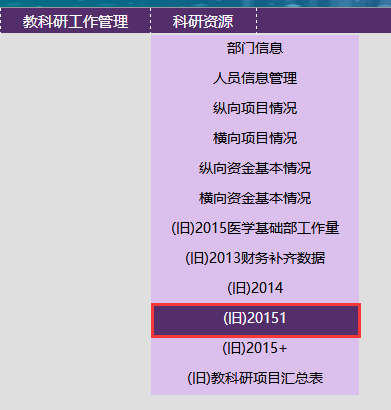 教科研工作管理 科研资源
部门信息
人员信息管理
纵向项目情况
横向项目情况
纵向资金基本情况
横向资金基本情况
(旧)2015医学基础部工作量
(旧)2013财务补齐数据
(旧)2014
(旧)20151
(旧)2015+
(旧)教科研项目汇总表